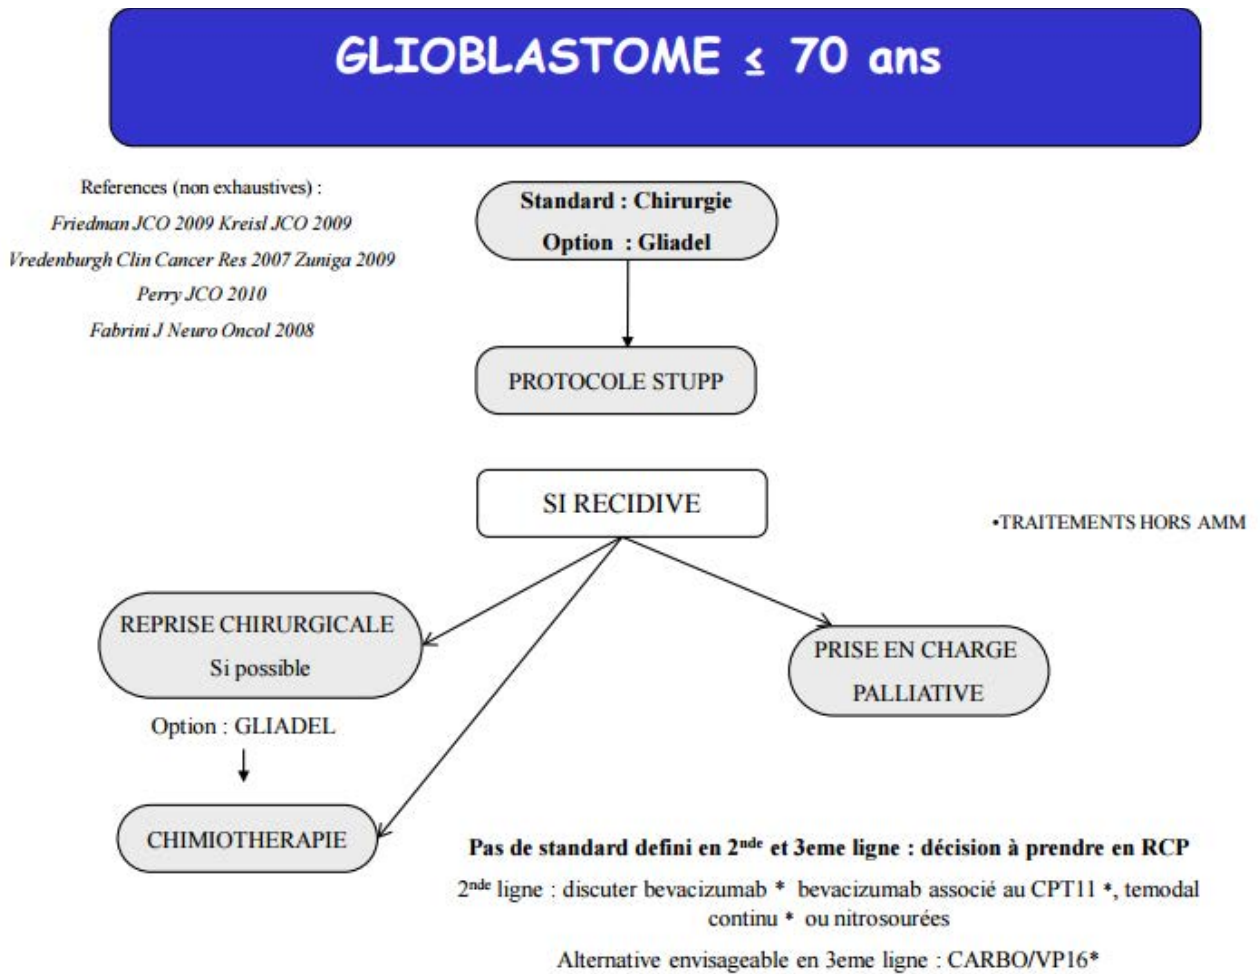 GLIOBLASTOME ≤ 70 ans
References (non exhaustives) :
Friedman JCO 2009 Kreisl JCO 2009
Vredenburgh Clin Cancer Res 2007 Zuniga 2009
Perry JCO 2010
Fabrini J Neuro Oncol 2008
Standard : Chirurgie
Option : Gliadel
PROTOCOLE STUPP
SI RECIDIVE
•TRAITEMENTS HORS AMM
REPRISE CHIRURGICALE
Si possible
Option : GLIADEL
CHIMIOTHERAPIE
PRISE EN CHARGE
PALLIATIVE
Pas de standard defini en 2nde et 3eme ligne : décision à prendre en RCP
2nde ligne : discuter bevacizumab * bevacizumab associé au CPT11 *, temodal
continu * ou nitrosourées
Alternative envisageable en 3eme ligne : CARBO/VP16*